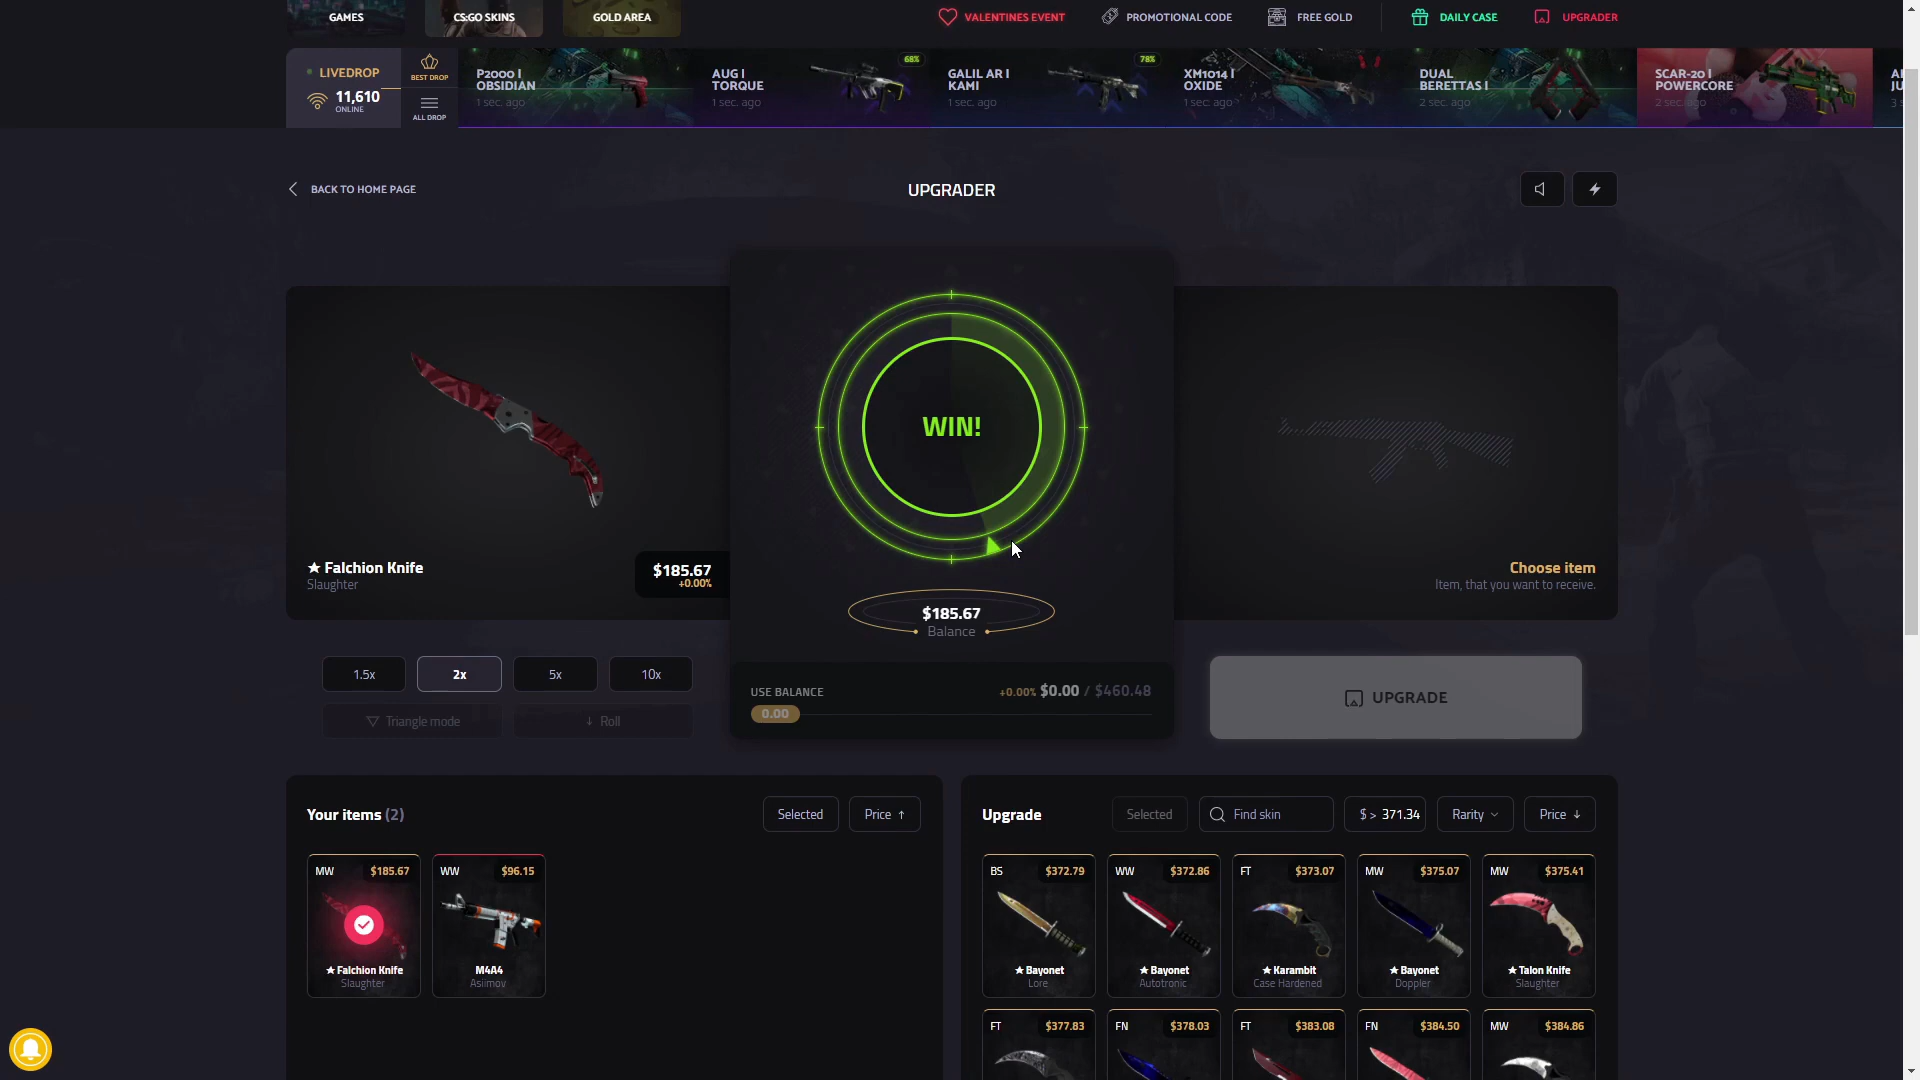 GAMES
CS:GO SKINS
GOLD AREA
VALENTINES EVENT
PROMOTIONAL CODE
FREE GOLD
DAILY CASE
UPGRADER
LIVEDROP
11,610
ONLINE
BEST DROP
ALL DROP
P2000 |
OBSIDIAN
1 sec. ago
AUG |
TORQUE
1 sec. ago
68%
GALIL AR |
KAMI
1 sec. ago
78%
XM1014 |
OXIDE
1 sec. ago
DUAL
BERETTAS |
2 sec. ago
SCAR-20 |
POWERCORE
2 sec. ago
BACK TO HOME PAGE
UPGRADER
WIN!
★ Falchion Knife
Slaughter
$185.67
+0.00%
Choose item
Item, that you want to receive.
$185.67
Balance
1.5x
2x
5x
10x
Triangle mode
Roll
USE BALANCE
+0.00% $0.00 / $460.48
0.00
UPGRADE
Your items (2)
Selected
Price ↑
Upgrade
Selected
Find skin
$ > 371.34
Rarity
Price ↓
MW $185.67
★ Falchion Knife
Slaughter
WW $96.15
M4A4
Asiimov
BS $372.79
★ Bayonet
Lore
WW $372.86
★ Bayonet
Autotronic
FT $373.07
★ Karambit
Case Hardened
MW $375.07
★ Bayonet
Doppler
MW $375.41
★ Talon Knife
Slaughter
FT $377.83
FN $378.03
FT $383.08
FN $384.50
MW $384.86